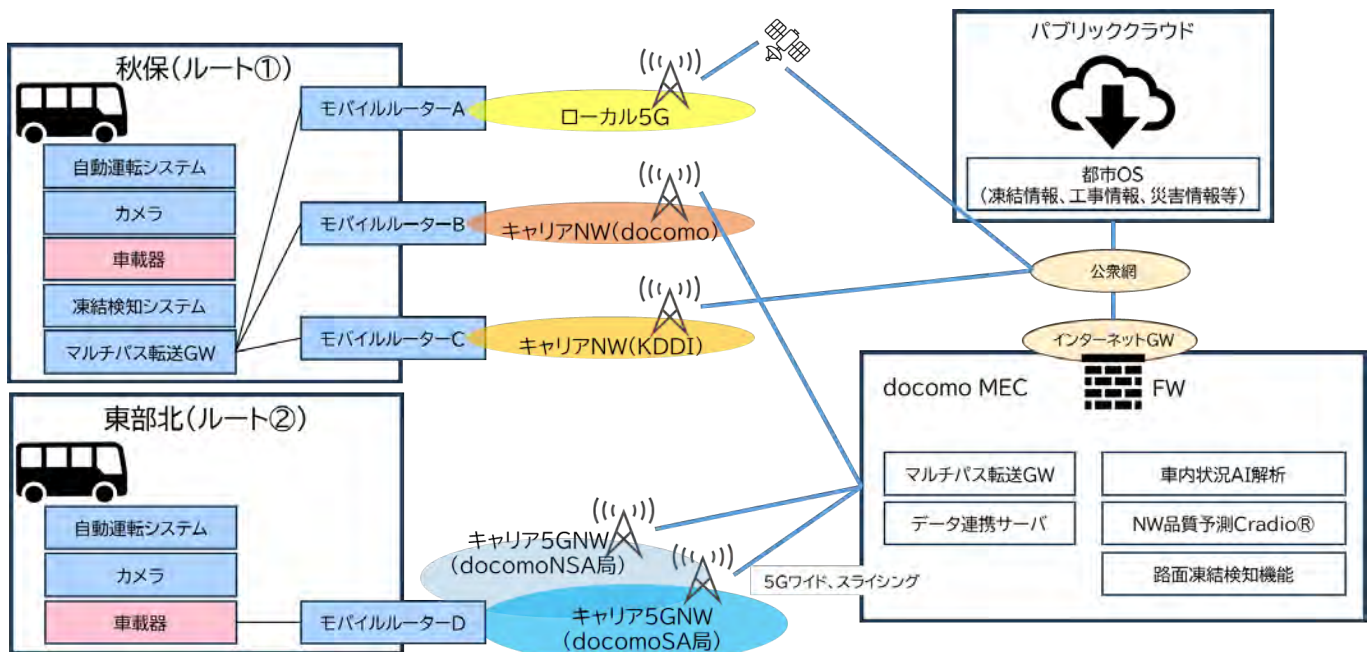 秋保(ルート①)
自動運転システム
カメラ
車載器
凍結検知システム
マルチパス転送GW
モバイルルーターA
モバイルルーターB
モバイルルーターC
ローカル5G
キャリアNW(docomo)
キャリアNW(KDDI)
パブリッククラウド
都市OS
(凍結情報、工事情報、災害情報等)
公衆網
インターネットGW
docomo MEC
FW
マルチパス転送GW
車内状況AI解析
データ連携サーバ
NW品質予測Cradio®
路面凍結検知機能
東部北(ルート②)
自動運転システム
カメラ
車載器
モバイルルーターD
キャリア5GNW
(docomoNSA局)
キャリア5GNW
(docomoSA局)
5Gワイド、スライシング